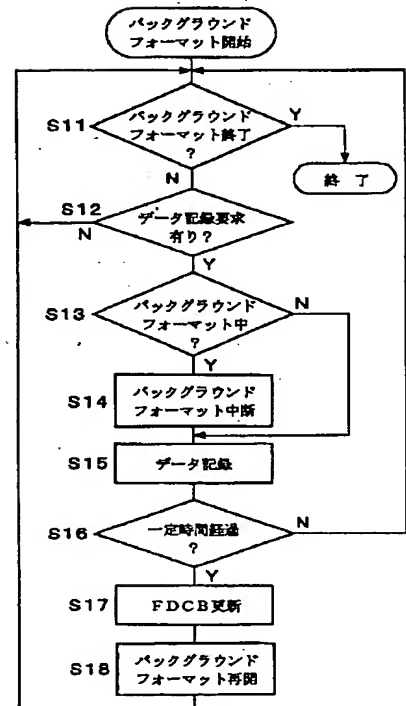 バックグラウンド
フォーマット開始
S11
バックグラウンド
フォーマット終了
?
Y
終 了
N
S12
データ記録要求
有り?
N
Y
S13
バックグラウンド
フォーマット中
?
N
Y
S14
バックグラウンド
フォーマット中断
S15
データ記録
S16
一定時間経過
?
N
Y
S17
FDCB更新
S18
バックグラウンド
フォーマット再開